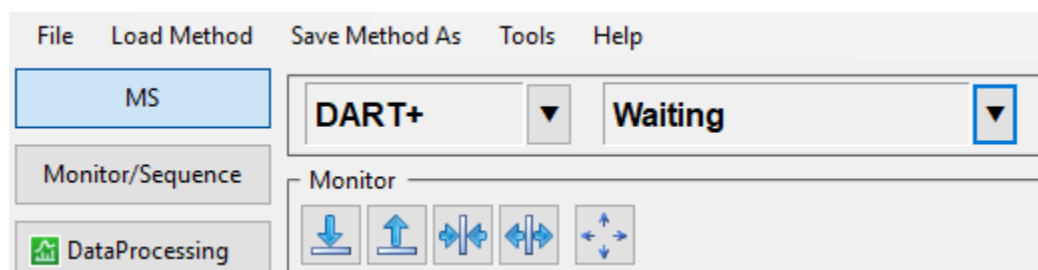 File Load Method Save Method As Tools Help
MS
DART+ Waiting
Monitor/Sequence
Monitor
DataProcessing